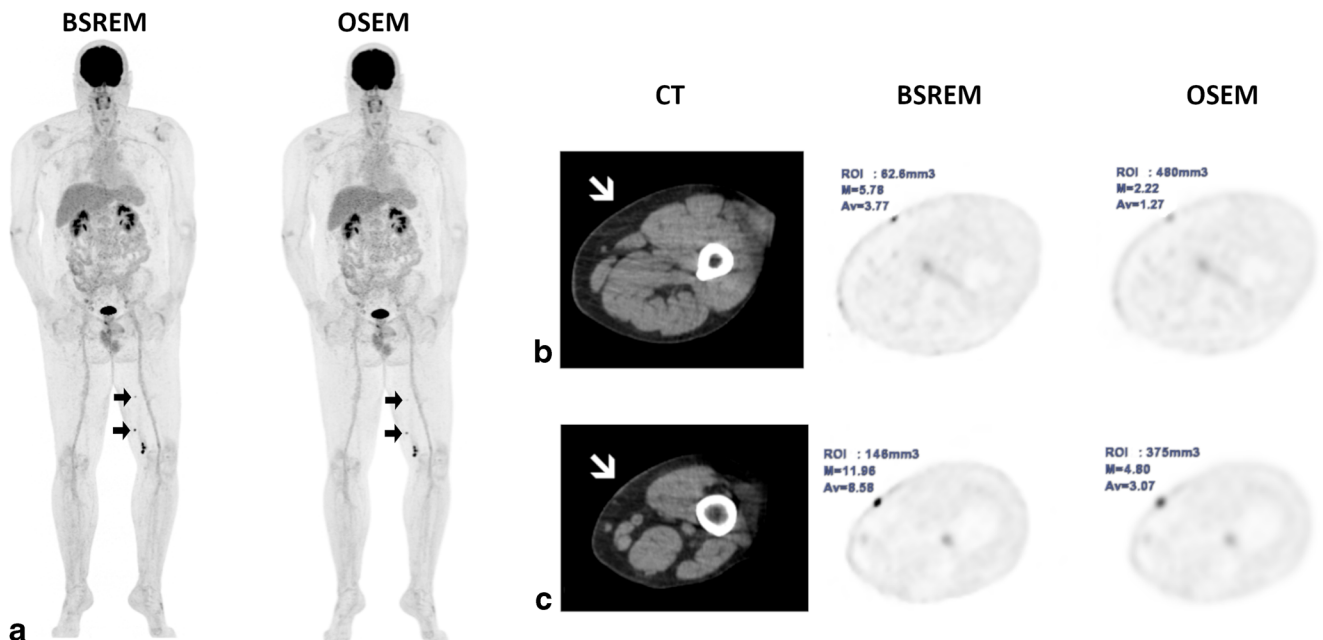 BSREM
OSEM
a
CT
BSREM
OSEM
b
ROI : 62.6mm3
M=5.78
Av=3.77
ROI : 480mm3
M=2.22
Av=1.27
c
ROI : 146mm3
M=11.96
Av=8.58
ROI : 375mm3
M=4.80
Av=3.07